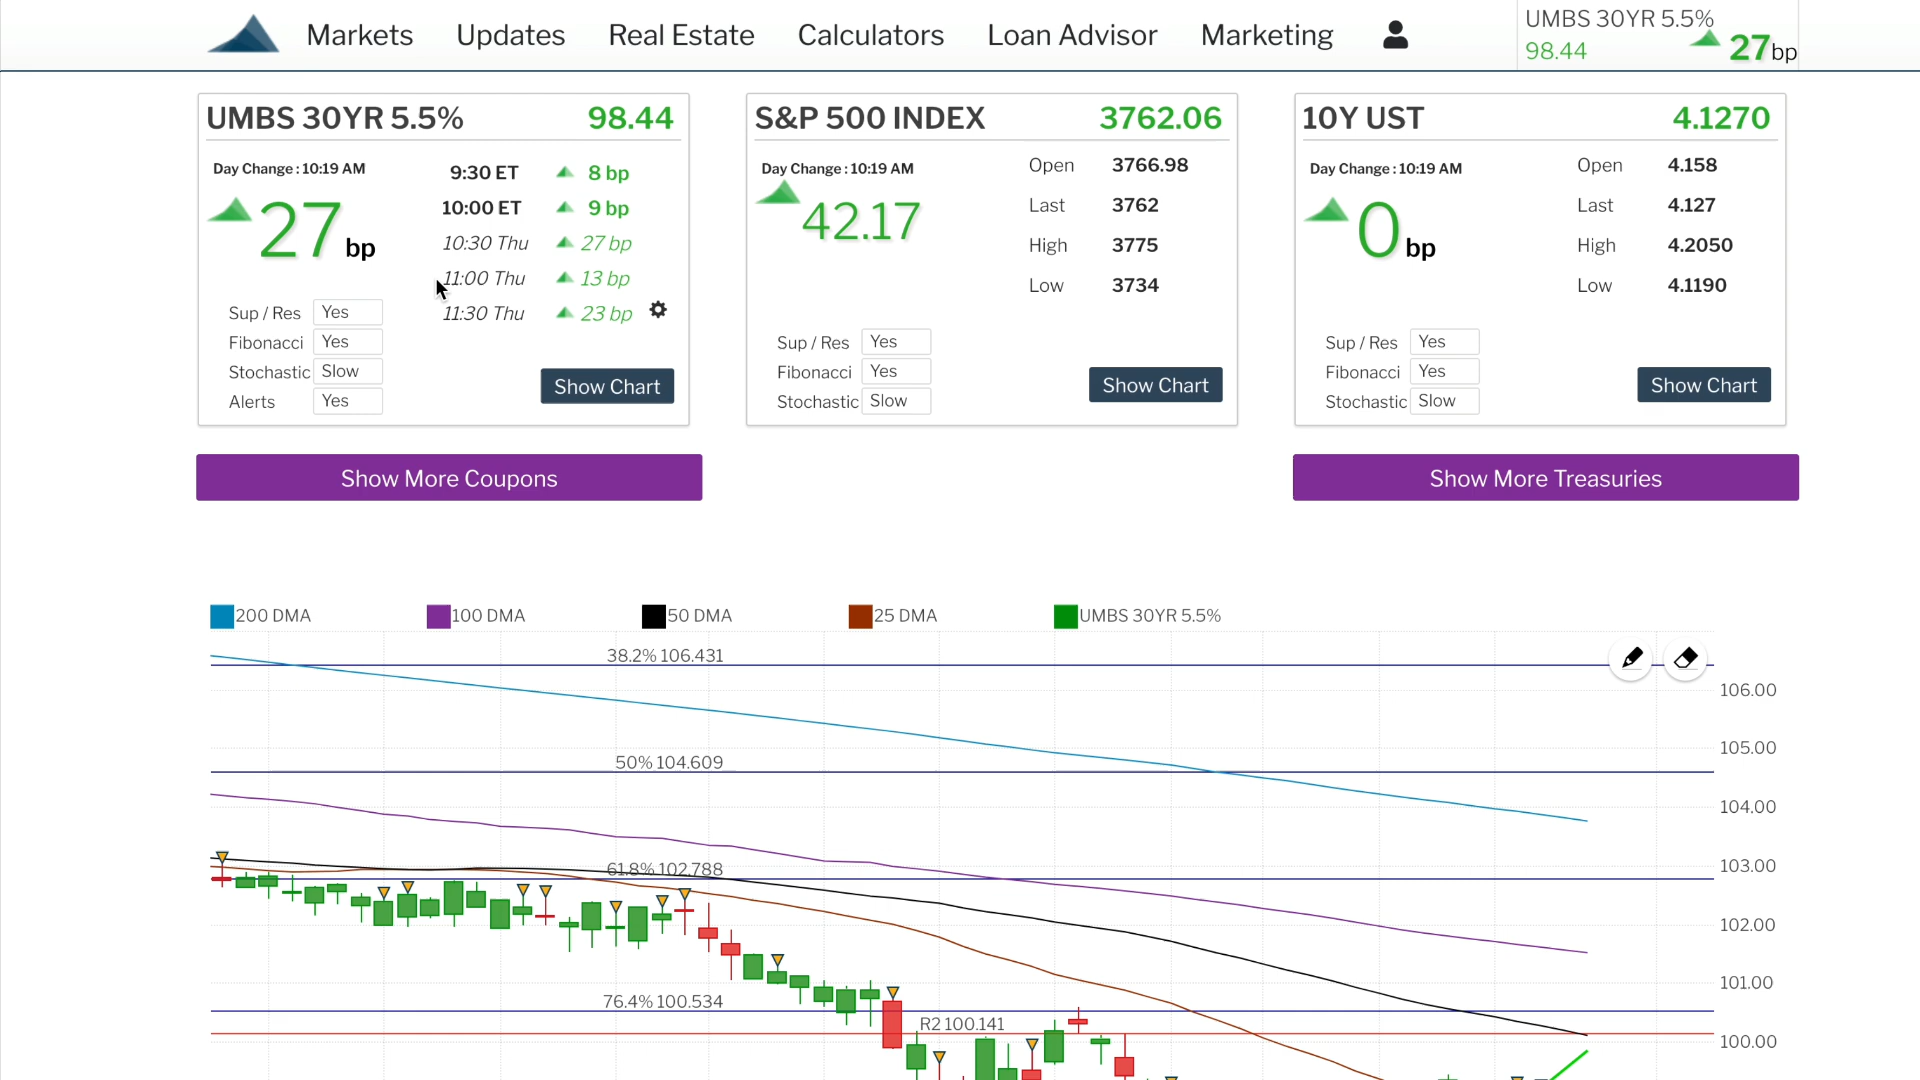 Markets Updates Real Estate Calculators Loan Advisor Marketing
UMBS 30YR 5.5%
98.44 27bp
UMBS 30YR 5.5% 98.44
Day Change : 10:19 AM
27 bp
9:30 ET 8 bp
10:00 ET 9 bp
10:30 Thu 27 bp
11:00 Thu 13 bp
11:30 Thu 23 bp
Sup / Res Yes
Fibonacci Yes
Stochastic Slow
Alerts Yes
Show Chart
S&P 500 INDEX 3762.06
Day Change : 10:19 AM
42.17
Open 3766.98
Last 3762
High 3775
Low 3734
Sup / Res Yes
Fibonacci Yes
Stochastic Slow
Show Chart
10Y UST 4.1270
Day Change : 10:19 AM
0 bp
Open 4.158
Last 4.127
High 4.2050
Low 4.1190
Sup / Res Yes
Fibonacci Yes
Stochastic Slow
Show Chart
Show More Coupons
Show More Treasuries
200 DMA 100 DMA 50 DMA 25 DMA UMBS 30YR 5.5%
38.2% 106.431
106.00
105.00
50% 104.609
104.00
103.00
61.8% 102.788
102.00
101.00
76.4% 100.534
R2 100.141
100.00